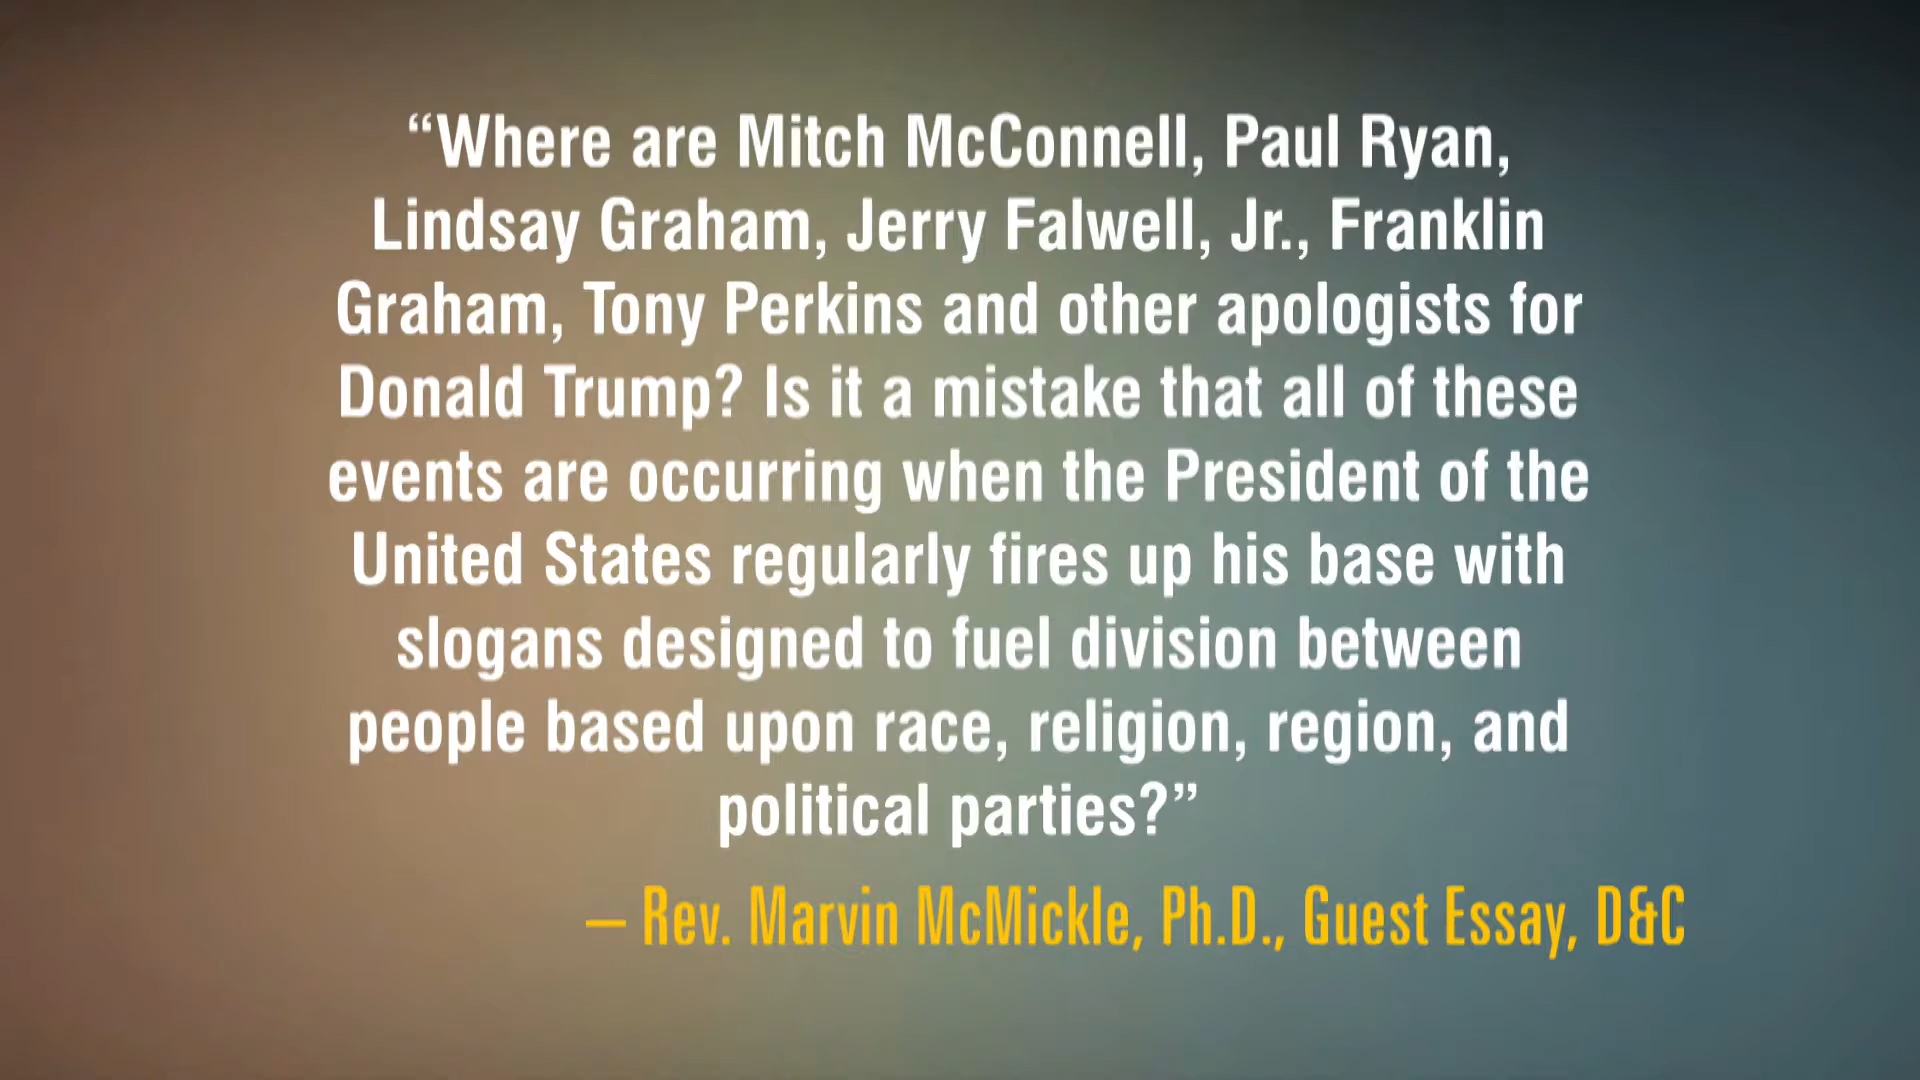 “Where are Mitch McConnell, Paul Ryan,
Lindsay Graham, Jerry Falwell, Jr., Franklin
Graham, Tony Perkins and other apologists for
Donald Trump? Is it a mistake that all of these
events are occurring when the President of the
United States regularly fires up his base with
slogans designed to fuel division between
people based upon race, religion, region, and
political parties?”
– Rev. Marvin McMickle, Ph.D., Guest Essay, D&C